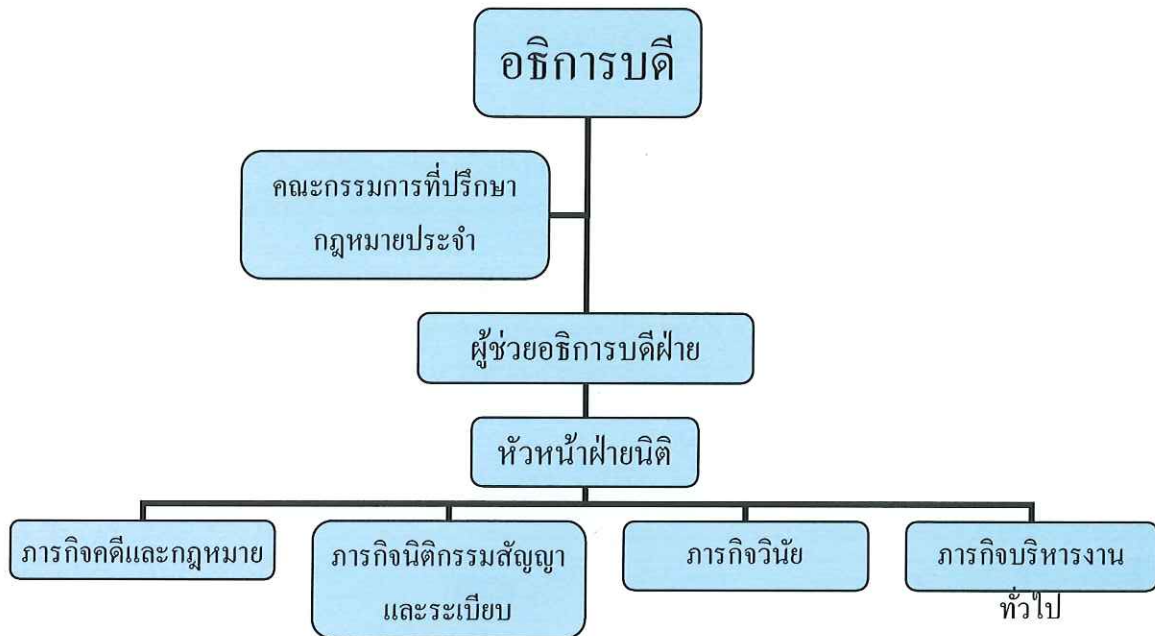 อธิการบดี
คณะกรรมการที่ปรึกษา
กฎหมายประจำ
ผู้ช่วยอธิการบดีฝ่าย
หัวหน้าฝ่ายนิติ
ภารกิจคดีและกฎหมาย
ภารกิจนิติกรรมสัญญา
และระเบียบ
ภารกิจวินัย
ภารกิจบริหารงาน
ทั่วไป